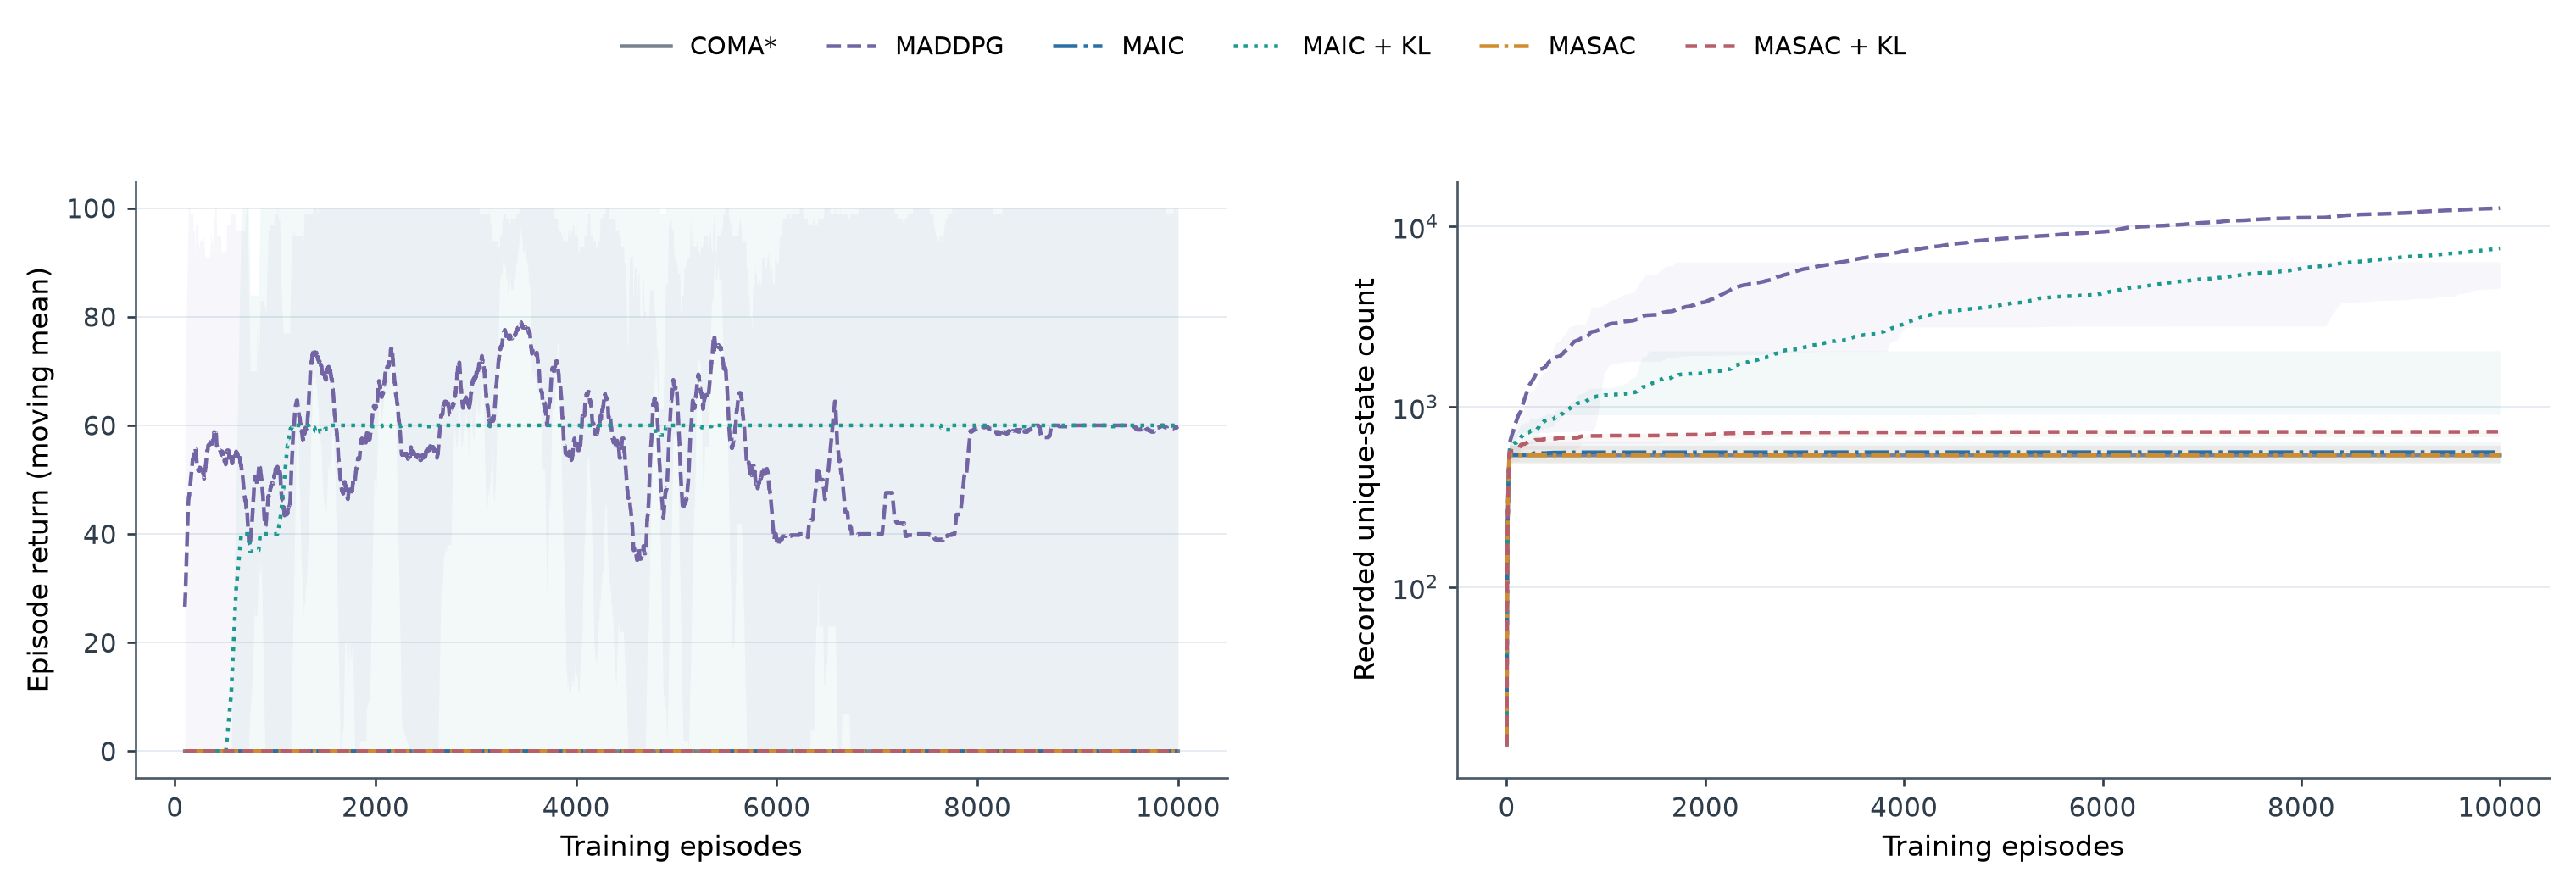 COMA* MADDPG MAIC MAIC + KL MASAC MASAC + KL
Episode return (moving mean)
100
80
60
40
20
0
0 2000 4000 6000 8000 10000
Training episodes
Recorded unique-state count
10⁴
10³
10²
0 2000 4000 6000 8000 10000
Training episodes